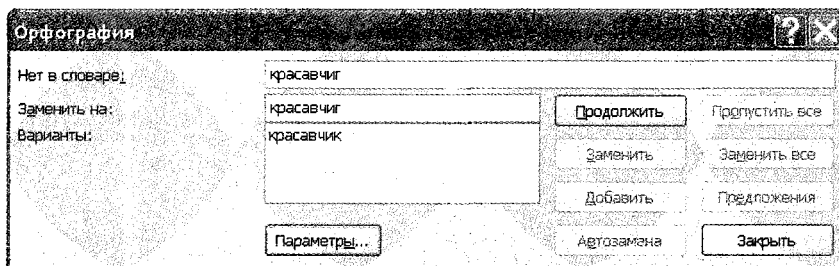 Орфография
Нет в словаре: красавчиг
Заменить на: красавчиг Продолжить Пропустить все
Варианты: красавчик
Заменить Заменить все
Добавить Предложения
Параметры... Автозамена Закрыть